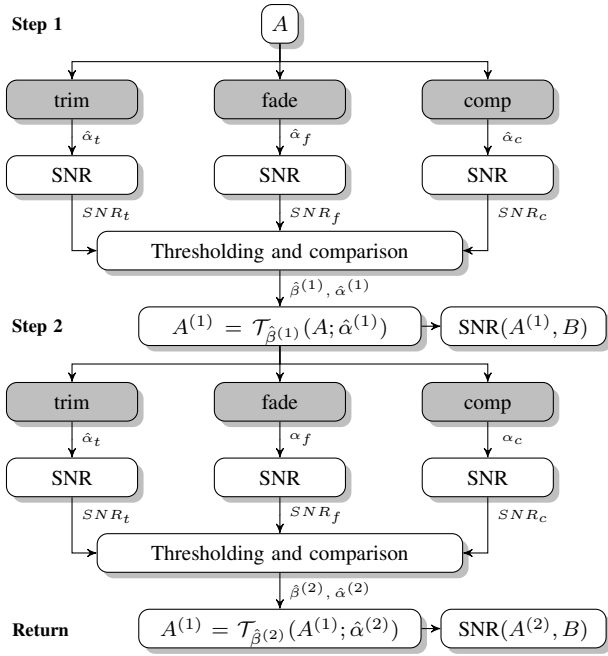 Step 1 A
trim fade comp
α̂_t α̂_f α̂_c
SNR SNR SNR
SNR_t SNR_f SNR_c
Thresholding and comparison
β̂^(1), α̂^(1)
Step 2 A^(1) = 𝒯_β̂^(1)(A; α̂^(1)) SNR(A^(1), B)
trim fade comp
α̂_t α_f α_c
SNR SNR SNR
SNR_t SNR_f SNR_c
Thresholding and comparison
β̂^(2), α̂^(2)
Return A^(1) = 𝒯_β̂^(2)(A^(1); α̂^(2)) SNR(A^(2), B)